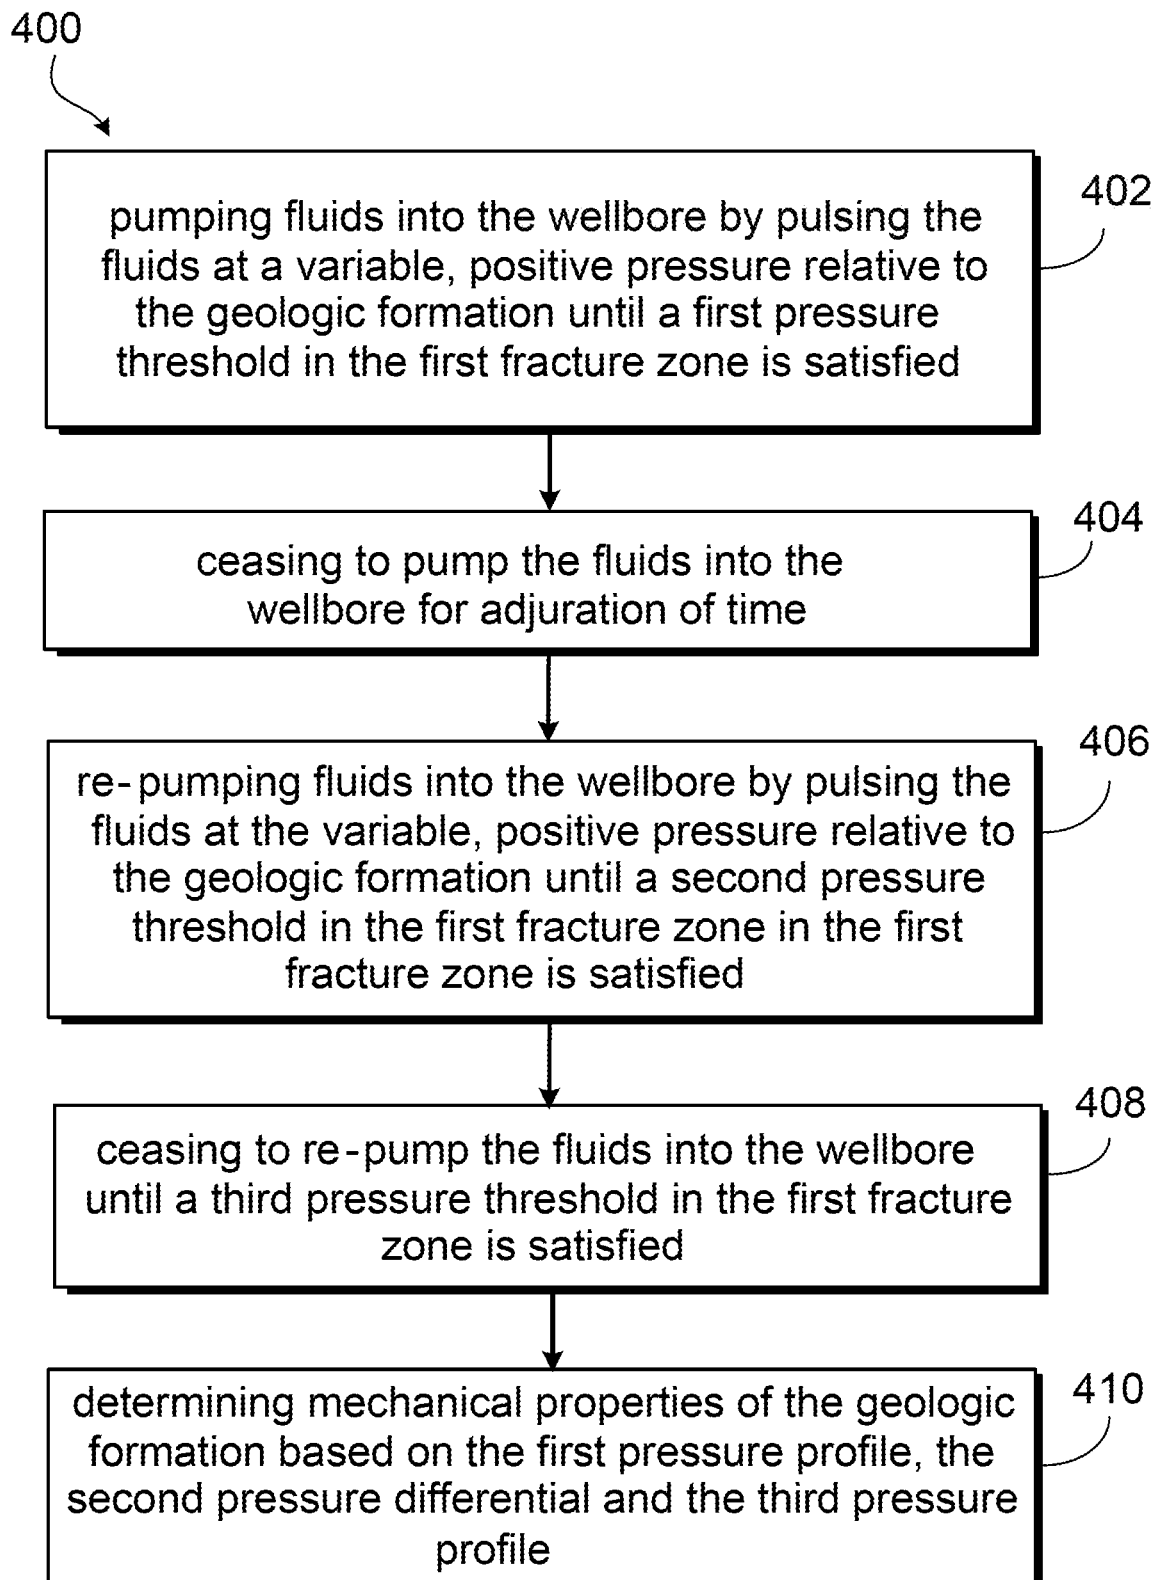 400
pumping fluids into the wellbore by pulsing the
fluids at a variable, positive pressure relative to
the geologic formation until a first pressure
threshold in the first fracture zone is satisfied
402
ceasing to pump the fluids into the
wellbore for adjuration of time
404
re-pumping fluids into the wellbore by pulsing the
fluids at the variable, positive pressure relative to
the geologic formation until a second pressure
threshold in the first fracture zone in the first
fracture zone is satisfied
406
ceasing to re-pump the fluids into the wellbore
until a third pressure threshold in the first fracture
zone is satisfied
408
determining mechanical properties of the geologic
formation based on the first pressure profile, the
second pressure differential and the third pressure
profile
410